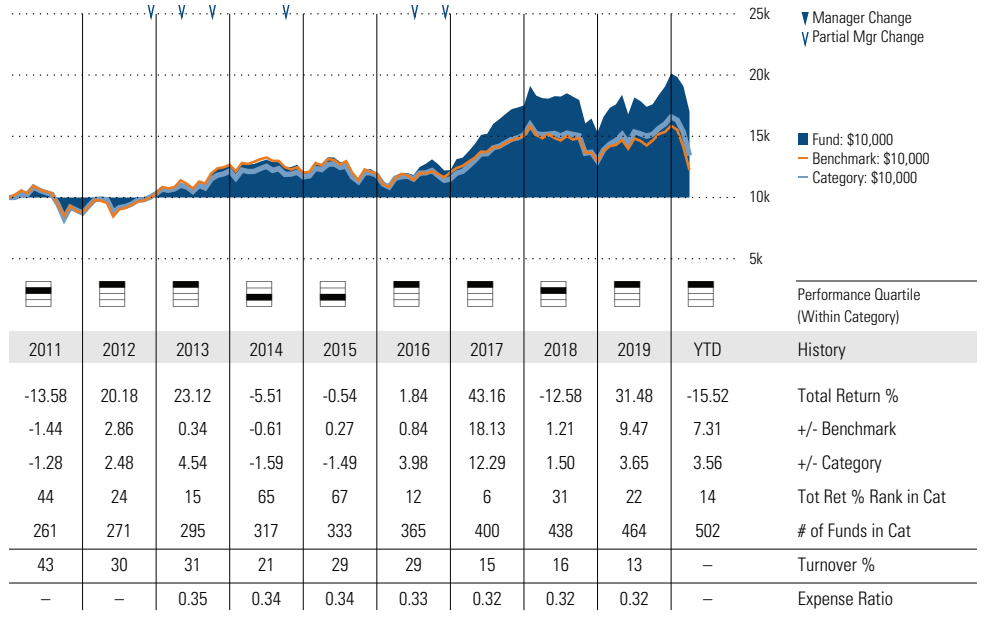 25k
20k
15k
10k
5k
Manager Change
Partial Mgr Change
Fund: $10,000
Benchmark: $10,000
Category: $10,000
Performance Quartile
(Within Category)
2011 2012 2013 2014 2015 2016 2017 2018 2019 YTD History
-13.58 20.18 23.12 -5.51 -0.54 1.84 43.16 -12.58 31.48 -15.52 Total Return %
-1.44 2.86 0.34 -0.61 0.27 0.84 18.13 1.21 9.47 7.31 +/- Benchmark
-1.28 2.48 4.54 -1.59 -1.49 3.98 12.29 1.50 3.65 3.56 +/- Category
44 24 15 65 67 12 6 31 22 14 Tot Ret % Rank in Cat
261 271 295 317 333 365 400 438 464 502 # of Funds in Cat
43 30 31 21 29 29 15 16 13 – Turnover %
– – 0.35 0.34 0.34 0.33 0.32 0.32 0.32 – Expense Ratio